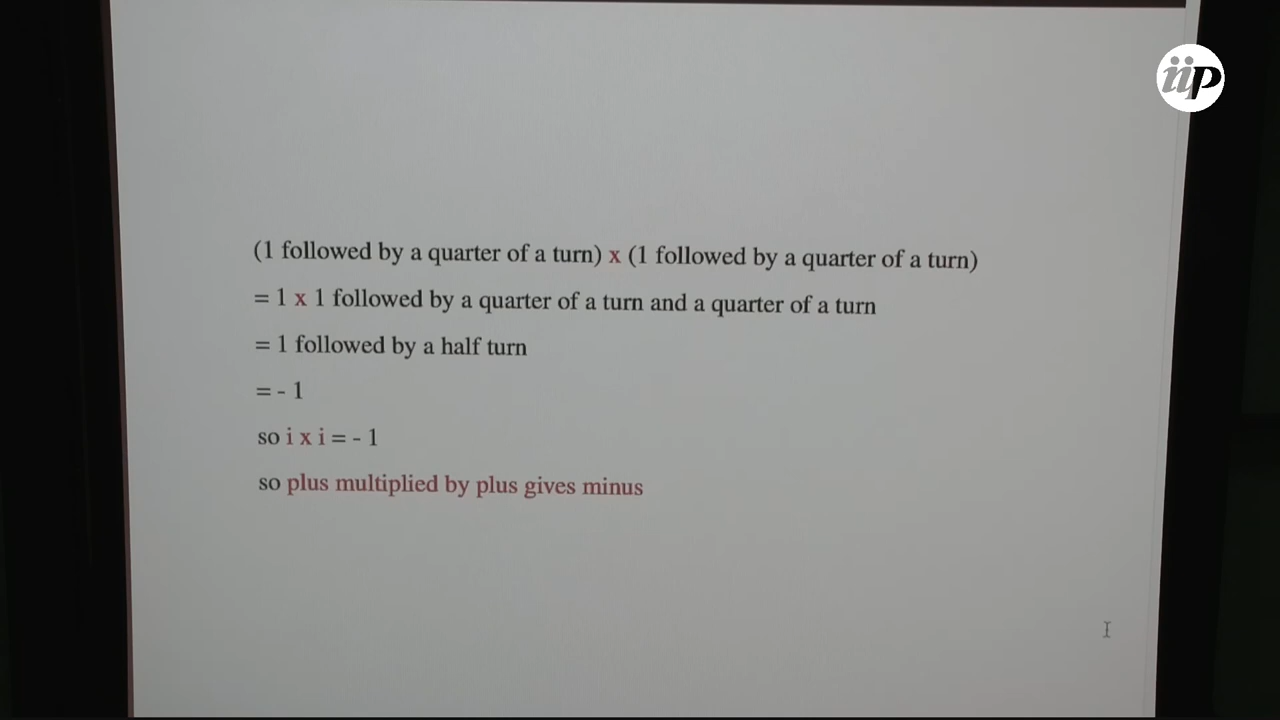 iip
(1 followed by a quarter of a turn) x (1 followed by a quarter of a turn)
= 1 x 1 followed by a quarter of a turn and a quarter of a turn
= 1 followed by a half turn
= - 1
so i x i = - 1
so plus multiplied by plus gives minus